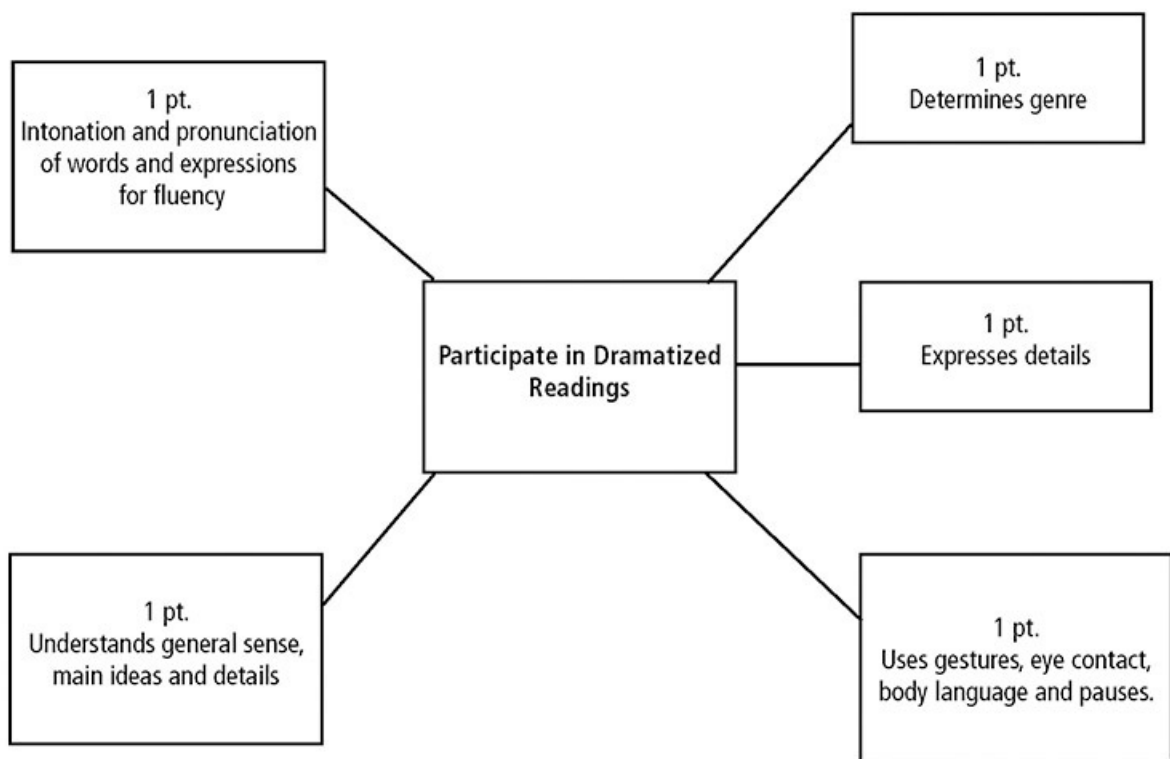 1 pt.
Intonation and pronunciation
of words and expressions
for fluency
1 pt.
Determines genre
Participate in Dramatized
Readings
1 pt.
Expresses details
1 pt.
Understands general sense,
main ideas and details
1 pt.
Uses gestures, eye contact,
body language and pauses.